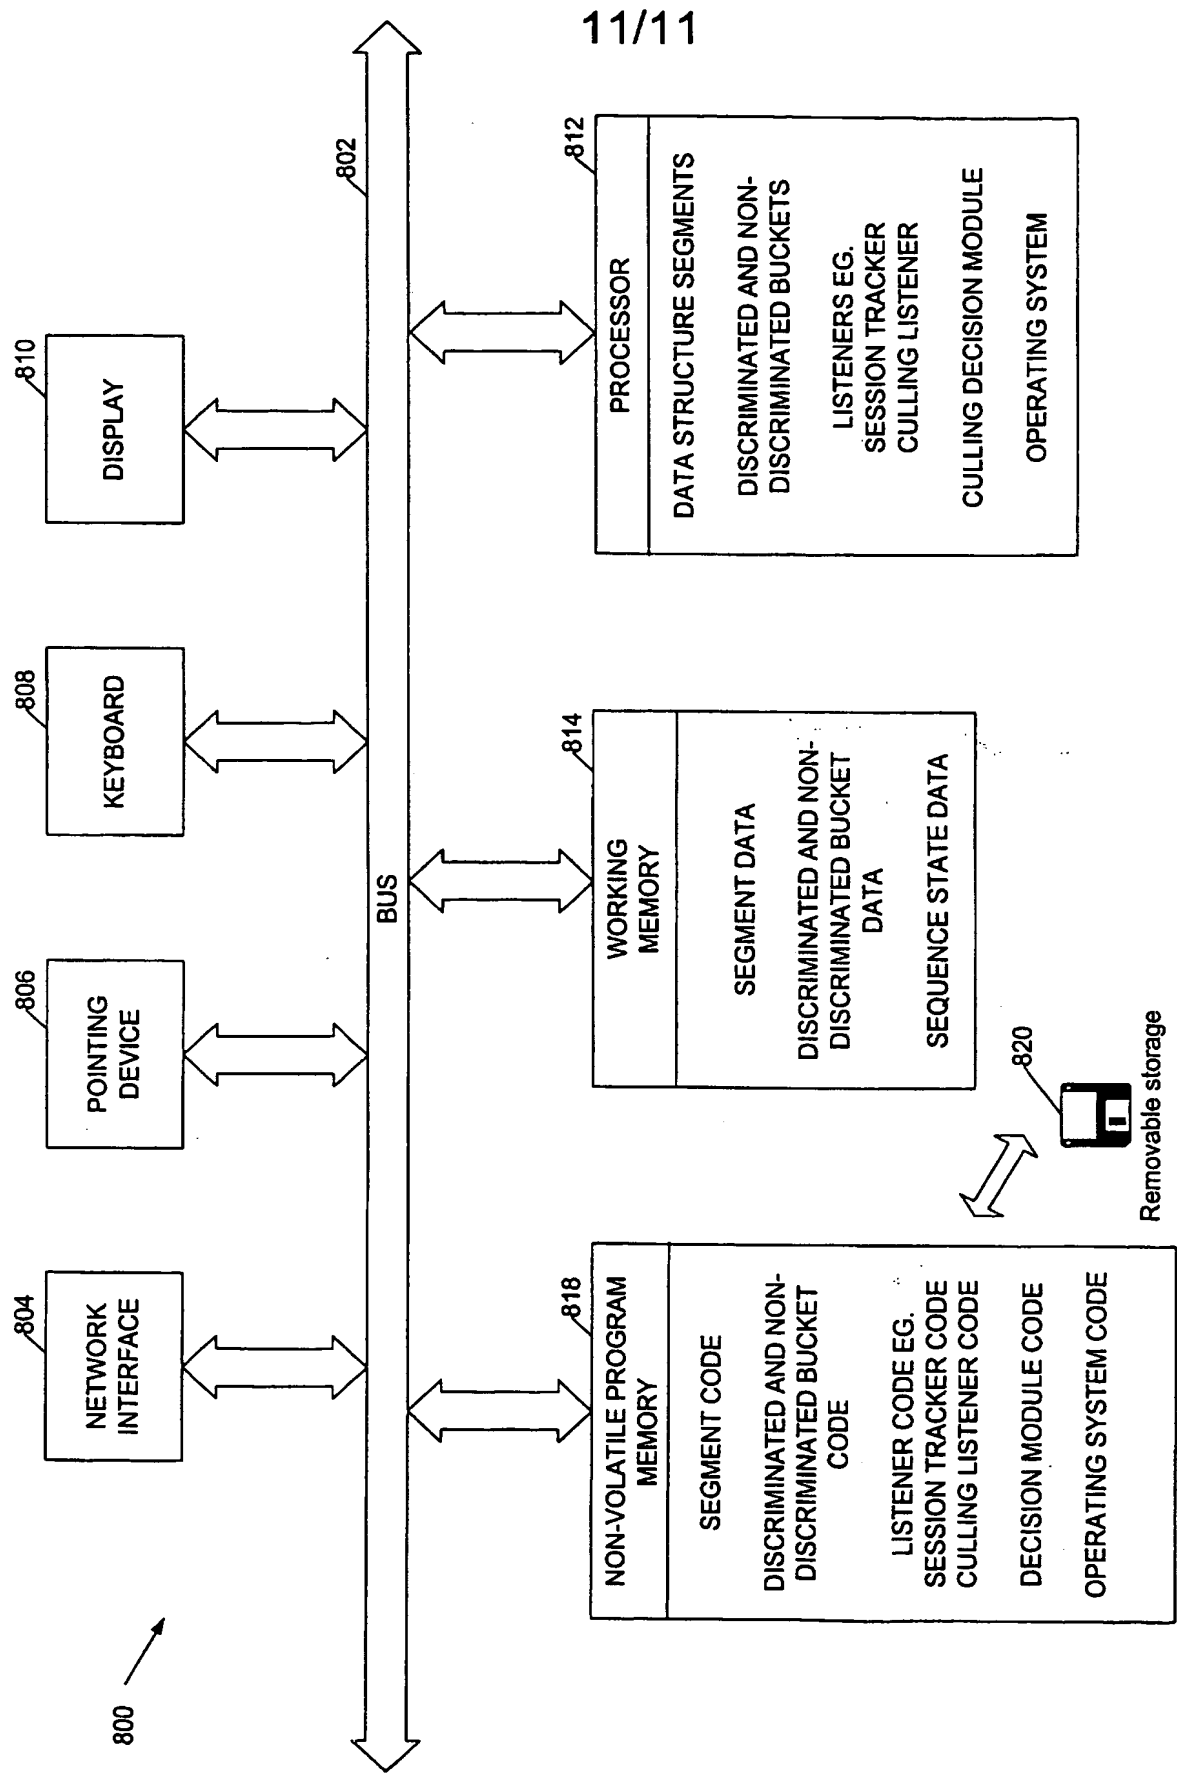 11/11
800
804
NETWORK
INTERFACE
806
POINTING
DEVICE
808
KEYBOARD
810
DISPLAY
802
BUS
818
NON-VOLATILE PROGRAM
MEMORY
SEGMENT CODE
DISCRIMINATED AND NON-
DISCRIMINATED BUCKET
CODE
LISTENER CODE EG.
SESSION TRACKER CODE
CULLING LISTENER CODE
DECISION MODULE CODE
OPERATING SYSTEM CODE
820
Removable storage
814
WORKING
MEMORY
SEGMENT DATA
DISCRIMINATED AND NON-
DISCRIMINATED BUCKET
DATA
SEQUENCE STATE DATA
812
PROCESSOR
DATA STRUCTURE SEGMENTS
DISCRIMINATED AND NON-
DISCRIMINATED BUCKETS
LISTENERS EG.
SESSION TRACKER
CULLING LISTENER
CULLING DECISION MODULE
OPERATING SYSTEM